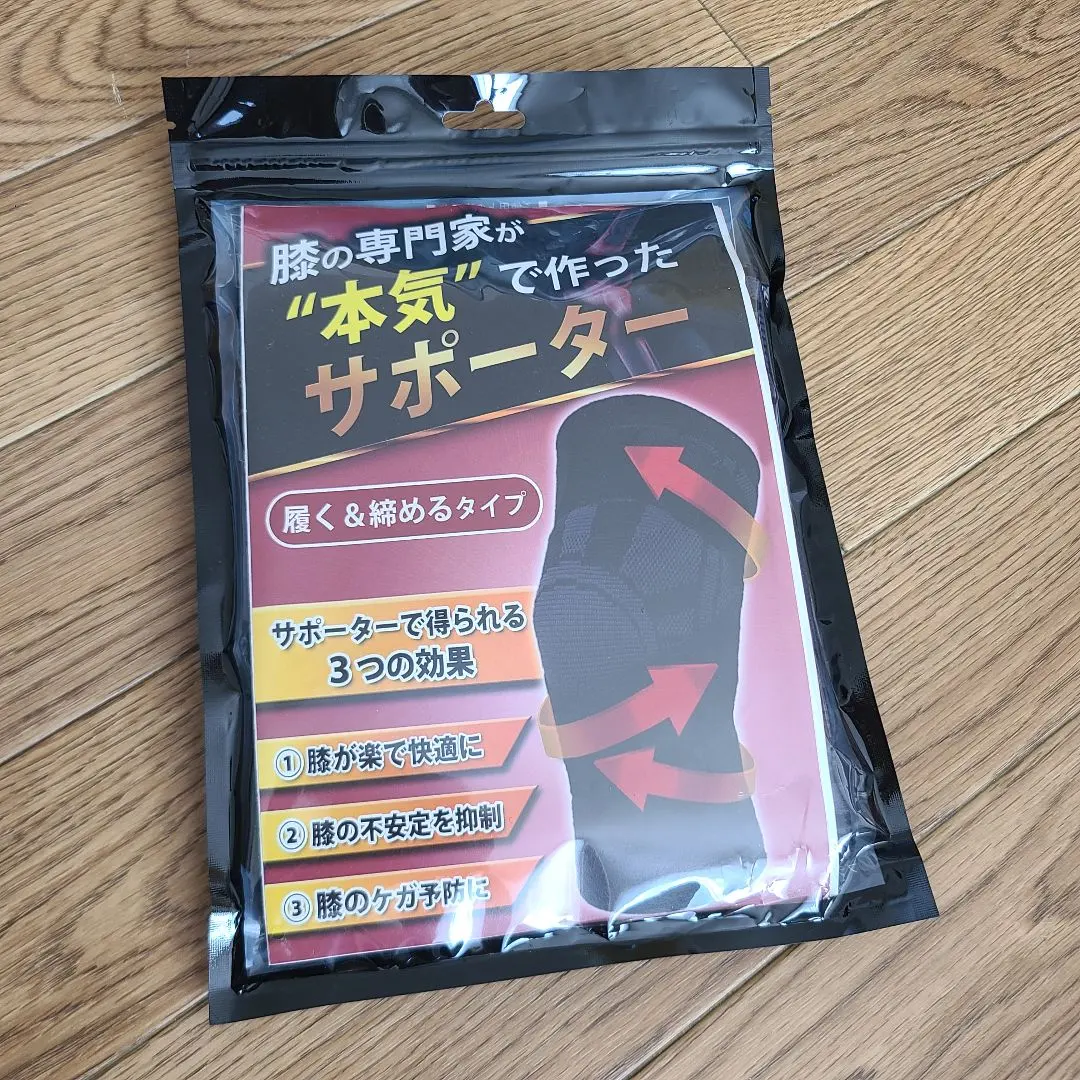 膝の専門家が
“本気”で作った
サポーター
履く＆締めるタイプ
サポーターで得られる
3つの効果
①膝が楽で快適に
②膝の不安定を抑制
③膝のケガ予防に